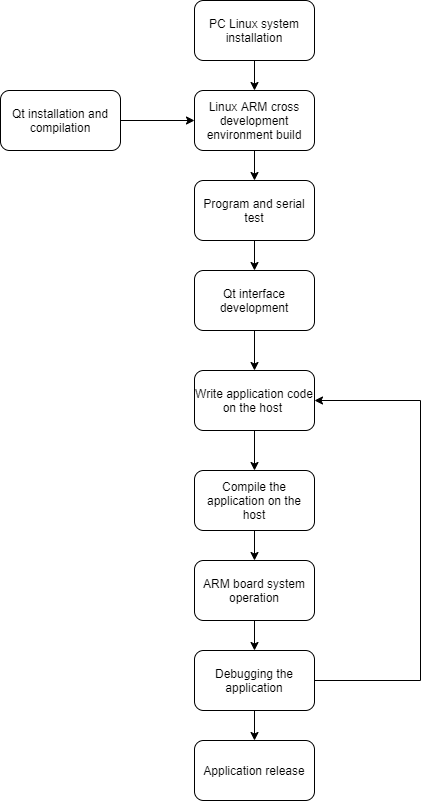 PC Linux system
installation
Qt installation and
compilation
Linux ARM cross
development
environment build
Program and serial
test
Qt interface
development
Write application code
on the host
Compile the
application on the
host
ARM board system
operation
Debugging the
application
Application release